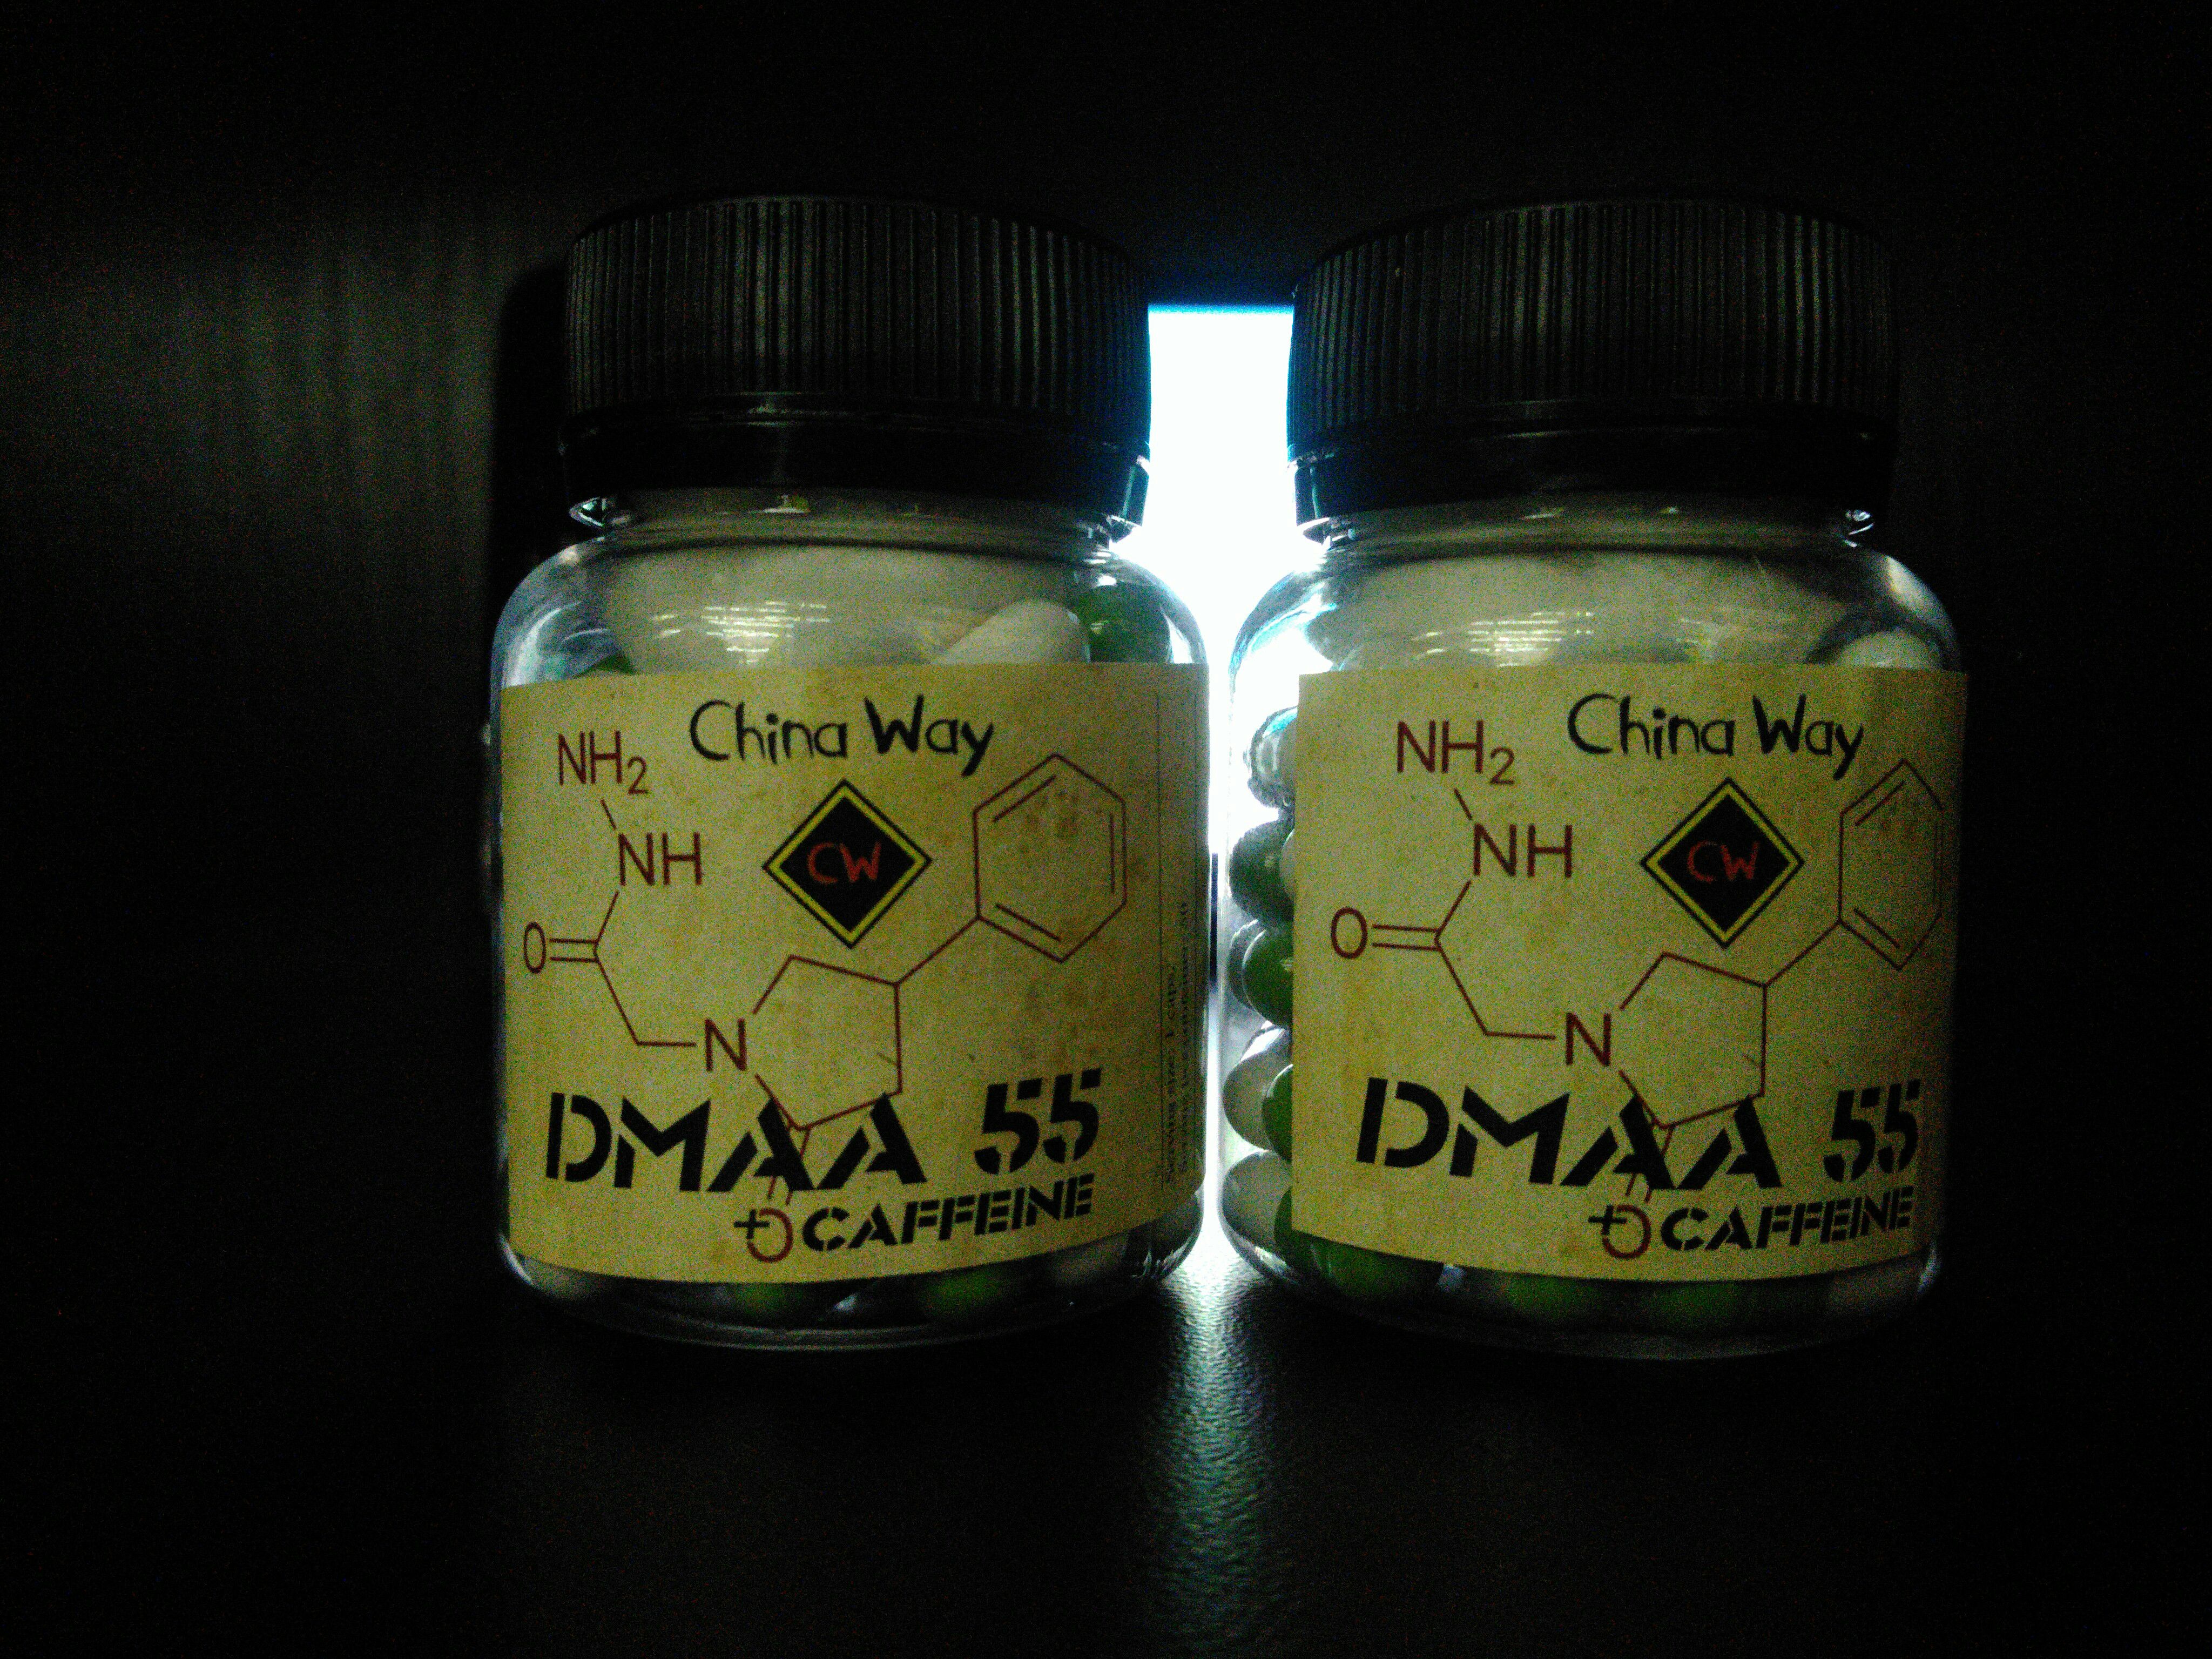 China Way
NH2
NH
CW
O
N
DMAA 55
+ CAFFEINE
O
China Way
NH2
NH
CW
O
N
DMAA 55
+ CAFFEINE
O